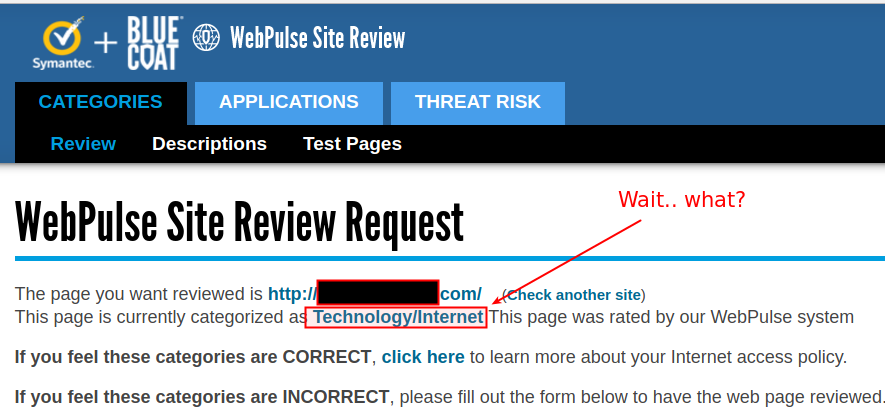 Symantec + BLUE COAT WebPulse Site Review
CATEGORIES APPLICATIONS THREAT RISK
Review Descriptions Test Pages
Wait.. what?
WebPulse Site Review Request
The page you want reviewed is http://com/ (Check another site)
This page is currently categorized as Technology/Internet This page was rated by our WebPulse system
If you feel these categories are CORRECT, click here to learn more about your Internet access policy.
If you feel these categories are INCORRECT, please fill out the form below to have the web page reviewed.